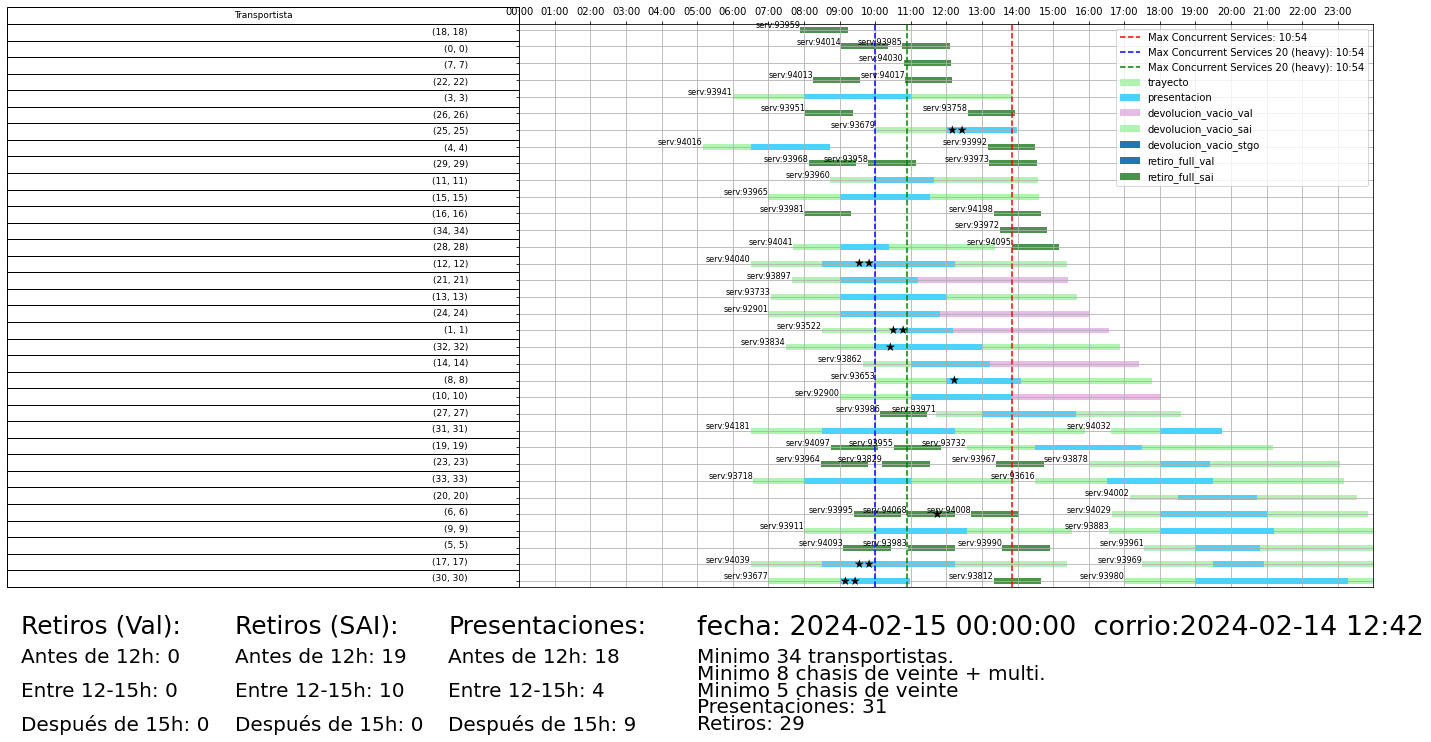 Transportista
00:00 01:00 02:00 03:00 04:00 05:00 06:00 07:00 08:00 09:00 10:00 11:00 12:00 13:00 14:00 15:00 16:00 17:00 18:00 19:00 20:00 21:00 22:00 23:00
Max Concurrent Services: 10:54
Max Concurrent Services 20 (heavy): 10:54
Max Concurrent Services 20 (heavy): 10:54
trayecto
presentacion
devolucion_vacio_val
devolucion_vacio_sai
devolucion_vacio_stgo
retiro_full_val
retiro_full_sai
(18, 18) serv:93959
(0, 0) serv:94014 serv:93985
(7, 7) serv:94030
(22, 22) serv:94013 serv:94017
(3, 3) serv:93941
(26, 26) serv:93951 serv:93758
(25, 25) serv:93679
(4, 4) serv:94016 serv:93992
(29, 29) serv:93968 serv:93958 serv:93973
(11, 11) serv:93960
(15, 15) serv:93965
(16, 16) serv:93981 serv:94198
(34, 34) serv:93972
(28, 28) serv:94041 serv:94095
(12, 12) serv:94040
(21, 21) serv:93897
(13, 13) serv:93733
(24, 24) serv:92901
(1, 1) serv:93522
(32, 32) serv:93834
(14, 14) serv:93862
(8, 8) serv:93653
(10, 10) serv:92900
(27, 27) serv:93986 serv:93971
(31, 31) serv:94181 serv:94032
(19, 19) serv:94097 serv:93955 serv:93732
(23, 23) serv:93964 serv:93829 serv:93967 serv:93878
(33, 33) serv:93718 serv:93616
(20, 20) serv:94002
(6, 6) serv:93995 serv:94068 serv:94008 serv:94029
(9, 9) serv:93911 serv:93883
(5, 5) serv:94093 serv:93983 serv:93990 serv:93961
(17, 17) serv:94039 serv:93969
(30, 30) serv:93677 serv:93812 serv:93980
Retiros (Val):
Antes de 12h: 0
Entre 12-15h: 0
Después de 15h: 0
Retiros (SAI):
Antes de 12h: 19
Entre 12-15h: 10
Después de 15h: 0
Presentaciones:
Antes de 12h: 18
Entre 12-15h: 4
Después de 15h: 9
fecha: 2024-02-15 00:00:00 corrio:2024-02-14 12:42
Minimo 34 transportistas.
Minimo 8 chasis de veinte + multi.
Minimo 5 chasis de veinte
Presentaciones: 31
Retiros: 29